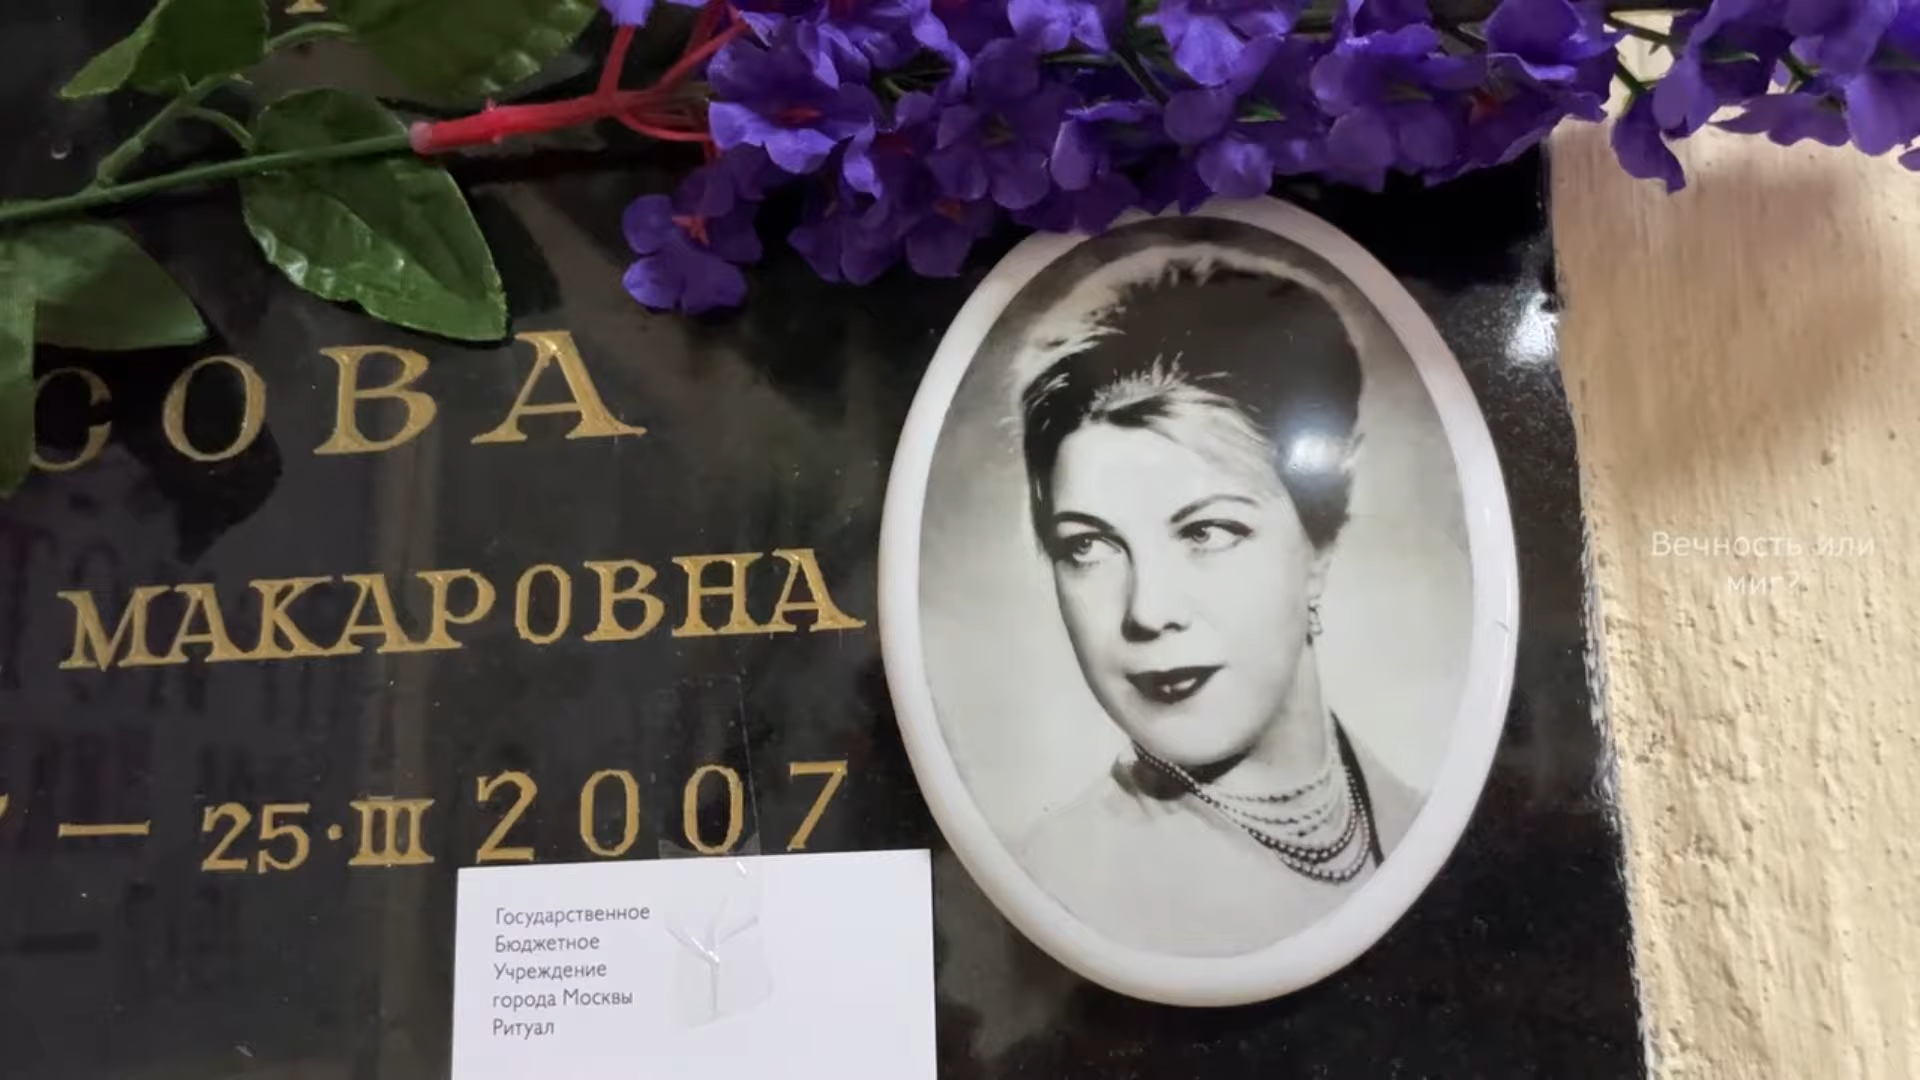 СОВА
МАКАРОВНА
— 25·III 2007
Государственное
Бюджетное
Учреждение
города Москвы
Ритуал
Вечность или
миг?